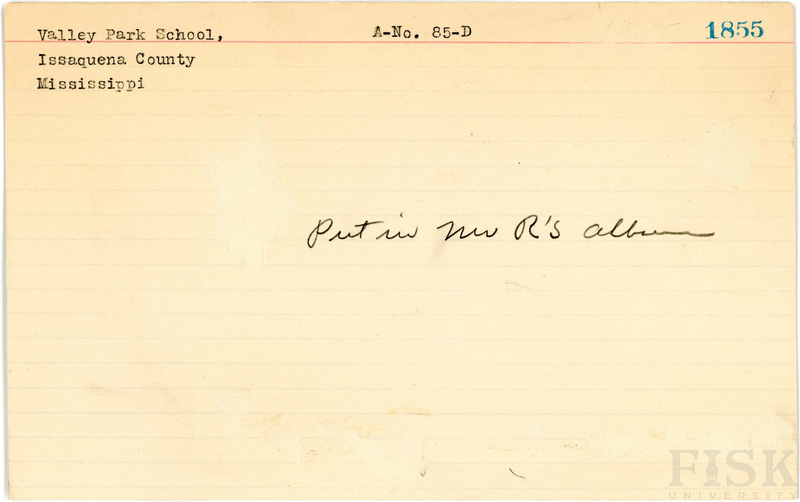 Valley Park School, A-No. 85-D 1855
Issaquena County
Mississippi
Put in Mr R's album
FISK
UNIVERSITY